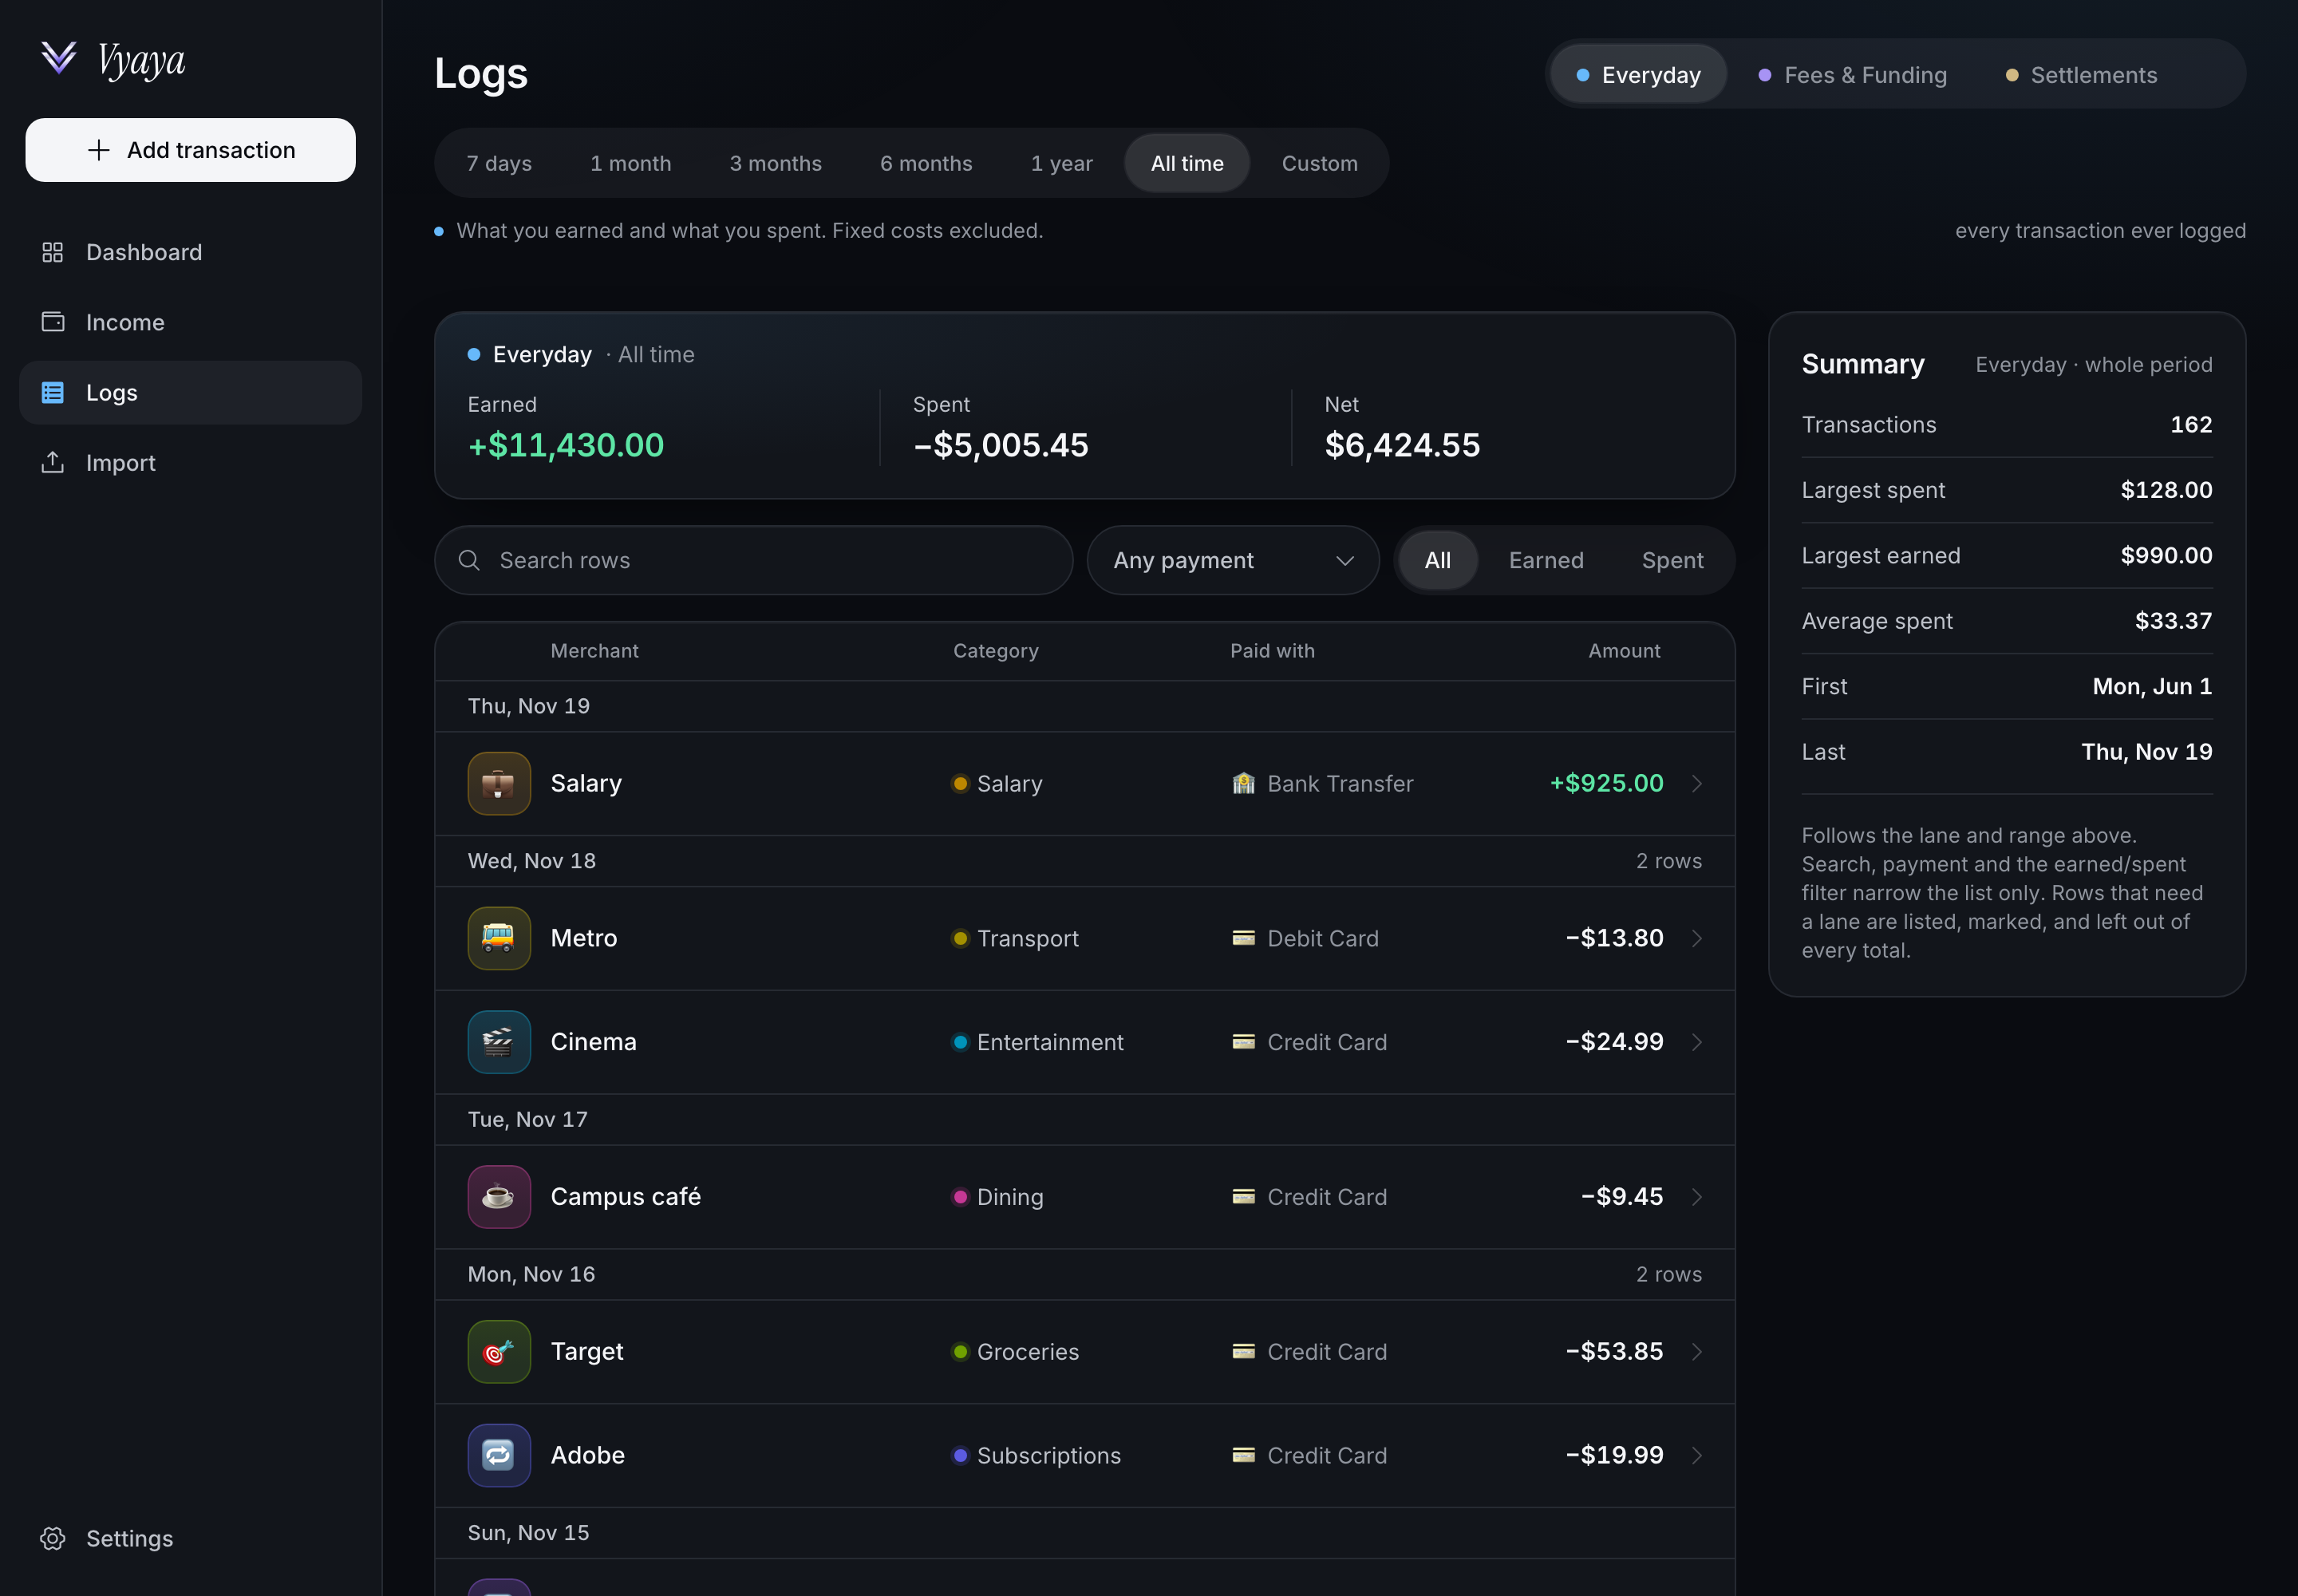 Vyaya
Add transaction
Dashboard
Income
Logs
Import
Settings
Logs
Everyday
Fees & Funding
Settlements
7 days
1 month
3 months
6 months
1 year
All time
Custom
What you earned and what you spent. Fixed costs excluded.
every transaction ever logged
Everyday · All time
Earned
+$11,430.00
Spent
−$5,005.45
Net
$6,424.55
Search rows
Any payment
All
Earned
Spent
Merchant Category Paid with Amount
Thu, Nov 19
Salary Salary Bank Transfer +$925.00
Wed, Nov 18 2 rows
Metro Transport Debit Card −$13.80
Cinema Entertainment Credit Card −$24.99
Tue, Nov 17
Campus café Dining Credit Card −$9.45
Mon, Nov 16 2 rows
Target Groceries Credit Card −$53.85
Adobe Subscriptions Credit Card −$19.99
Sun, Nov 15
Summary Everyday · whole period
Transactions 162
Largest spent $128.00
Largest earned $990.00
Average spent $33.37
First Mon, Jun 1
Last Thu, Nov 19
Follows the lane and range above.
Search, payment and the earned/spent
filter narrow the list only. Rows that need
a lane are listed, marked, and left out of
every total.